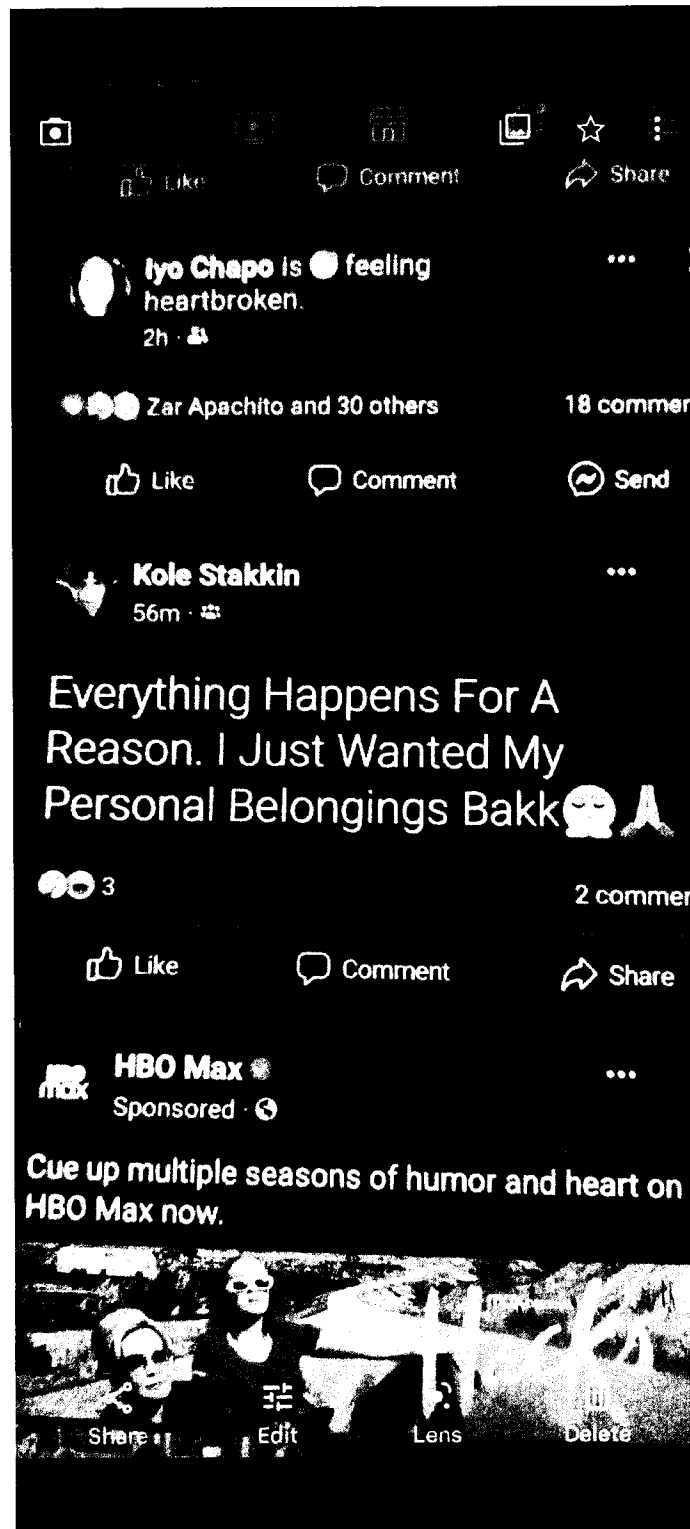 Like Comment Share
Iyo Chapo is feeling
heartbroken.
2h ·
Zar Apachito and 30 others 18 commen
Like Comment Send
Kole Stakkin
56m ·
Everything Happens For A
Reason. I Just Wanted My
Personal Belongings Bakk😌🙏
3 2 commen
Like Comment Share
HBO Max
Sponsored ·
HBO
max
Cue up multiple seasons of humor and heart on
HBO Max now.
Share Edit Lens Delete